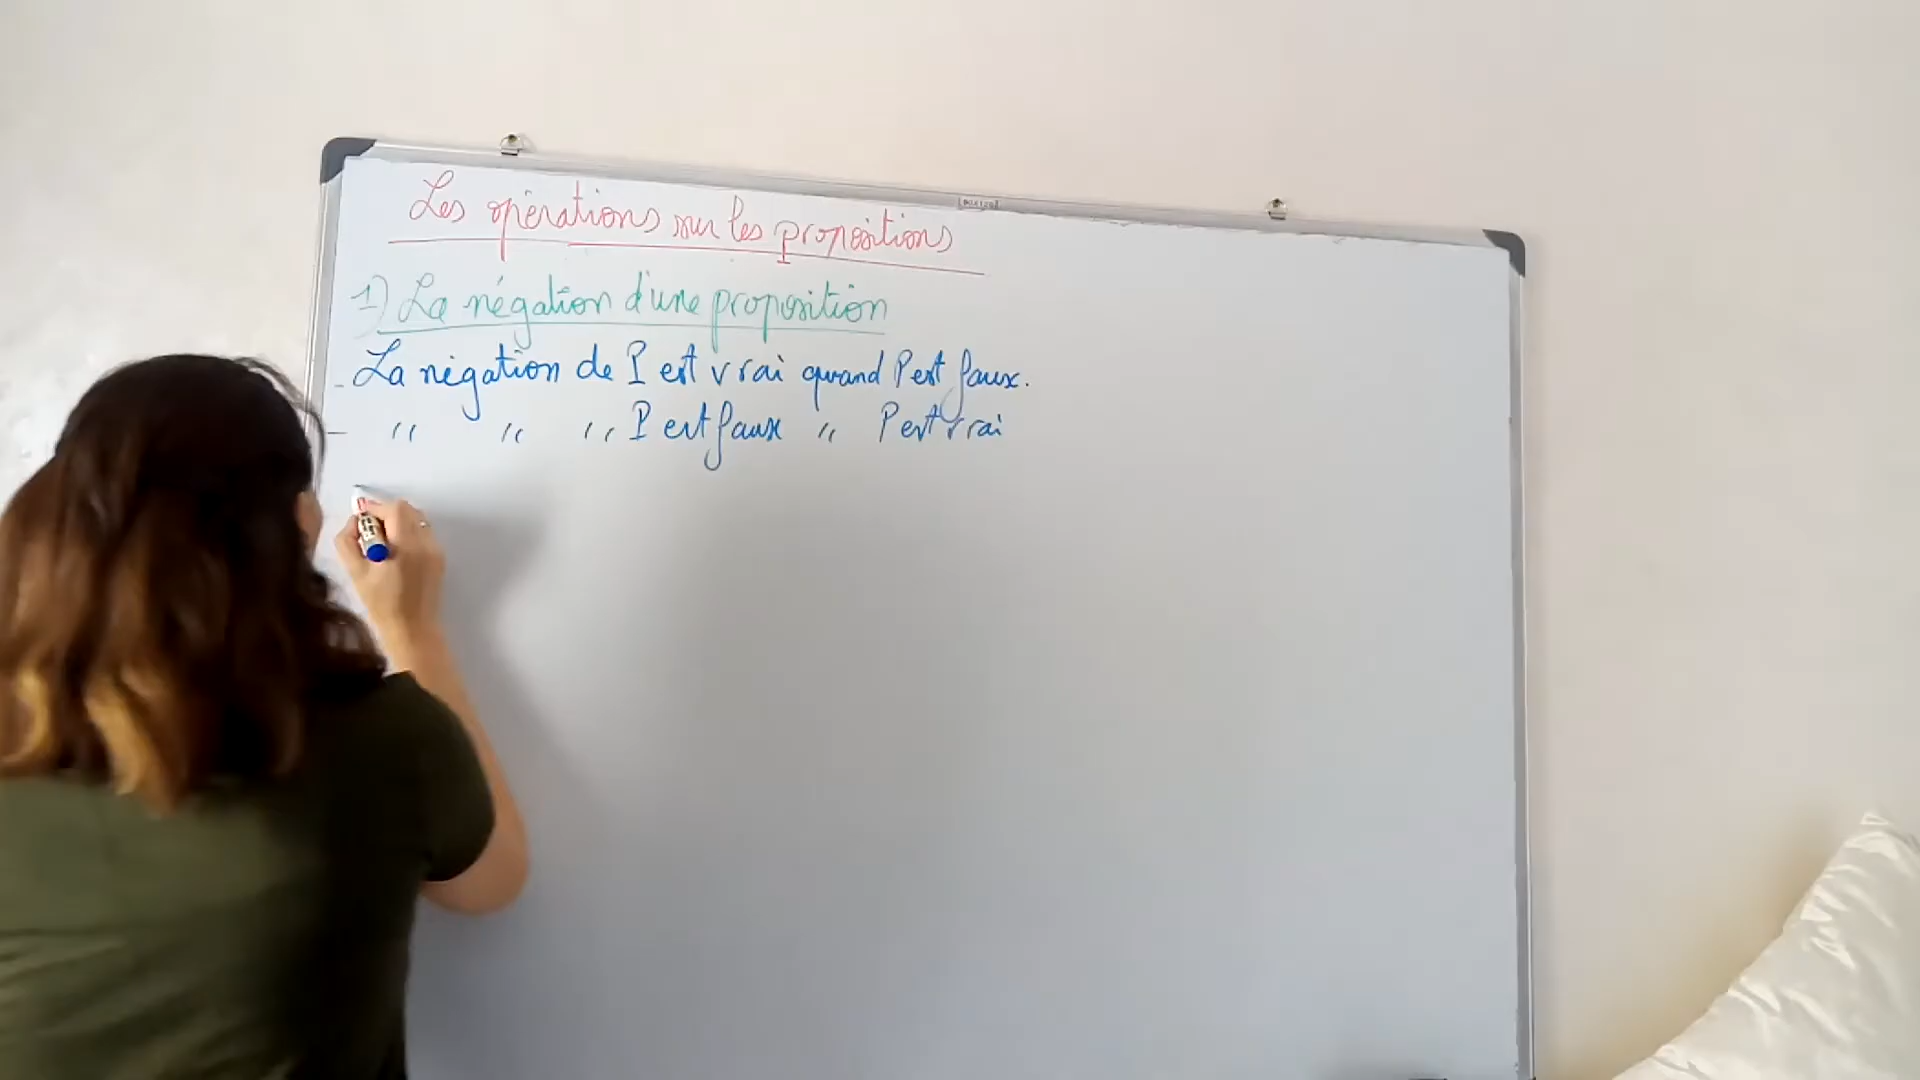 Les opérations sur les propositions
1) La négation d'une proposition
- La négation de P est vrai quand P est faux.
- " " " P est faux " P est vrai